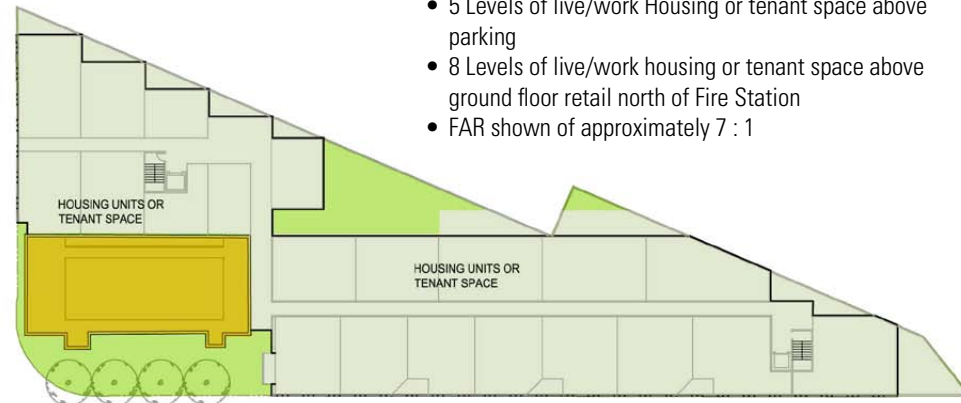 • 5 Levels of live/work Housing or tenant space above
parking
• 8 Levels of live/work housing or tenant space above
ground floor retail north of Fire Station
• FAR shown of approximately 7 : 1
HOUSING UNITS OR
TENANT SPACE
HOUSING UNITS OR
TENANT SPACE